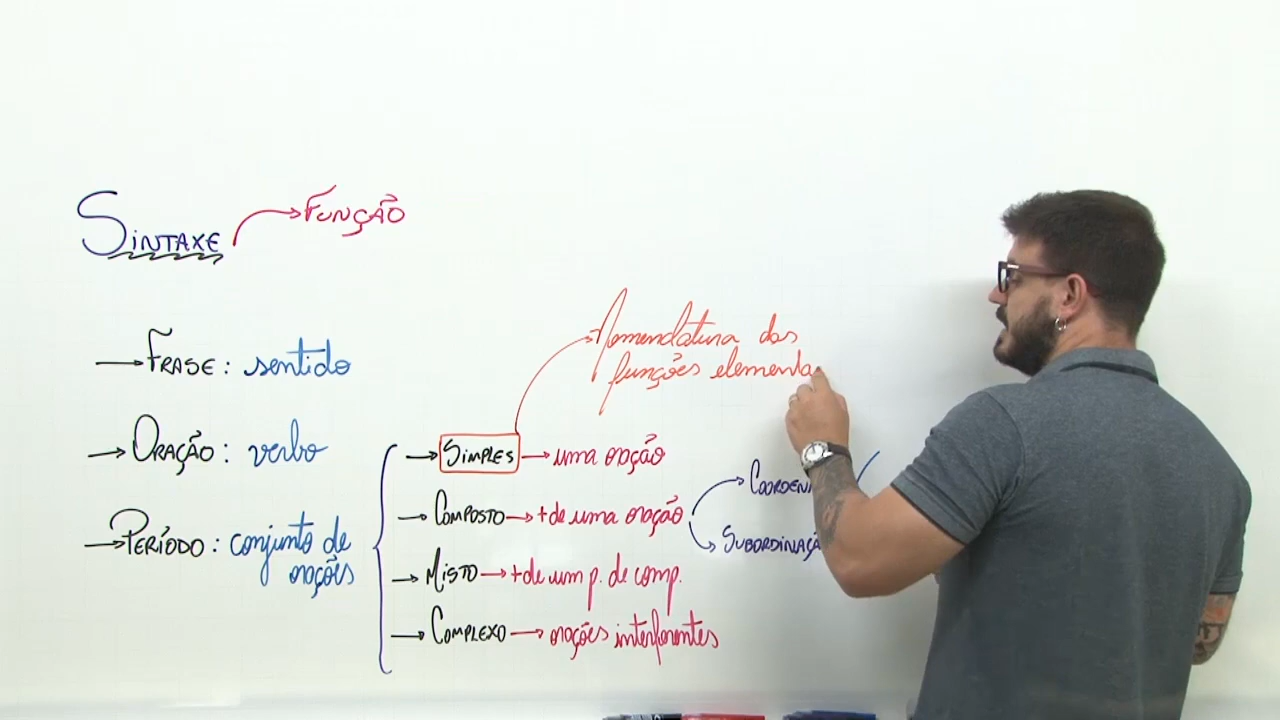 SINTAXE → FUNÇÃO
Nomenclatura das
funções elementa
→ FRASE: sentido
→ ORAÇÃO: verbo
→ PERÍODO: conjunto de
orações
→ SIMPLES → uma oração
→ COMPOSTO → + de uma oração
COORDEN
SUBORDINAÇÃ
→ MISTO → + de um p. de comp.
→ COMPLEXO → orações interferentes